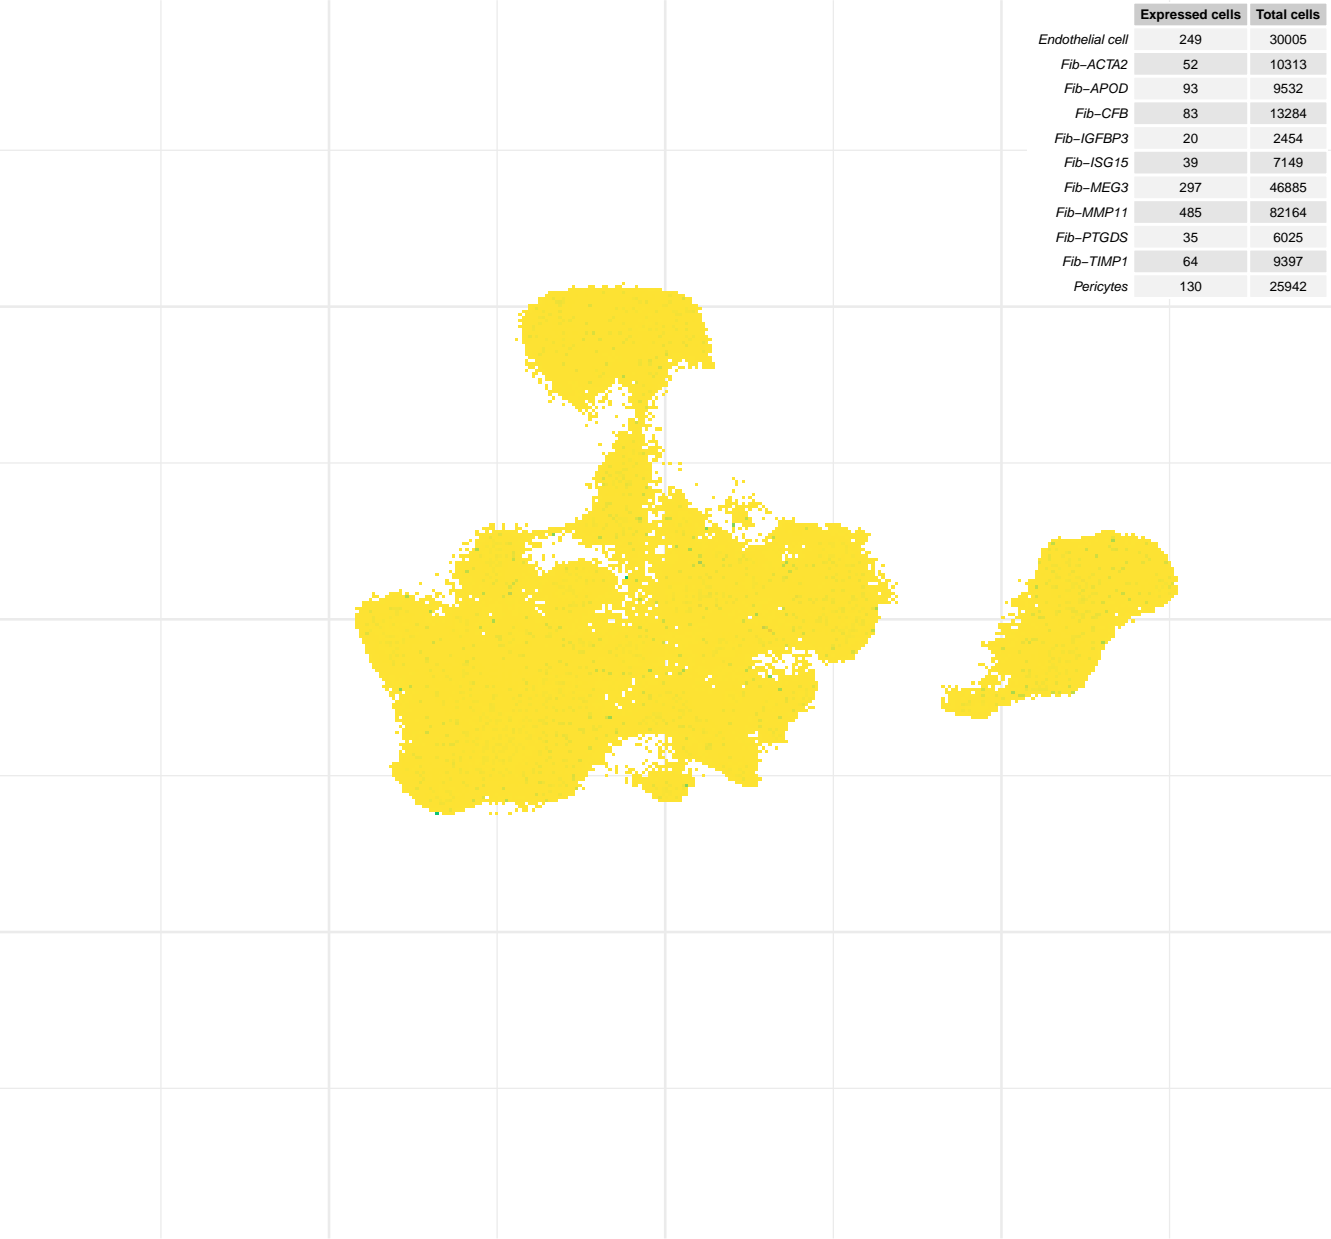 Expressed cells Total cells
Endothelial cell 249 30005
Fib−ACTA2 52 10313
Fib−APOD 93 9532
Fib−CFB 83 13284
Fib−IGFBP3 20 2454
Fib−ISG15 39 7149
Fib−MEG3 297 46885
Fib−MMP11 485 82164
Fib−PTGDS 35 6025
Fib−TIMP1 64 9397
Pericytes 130 25942